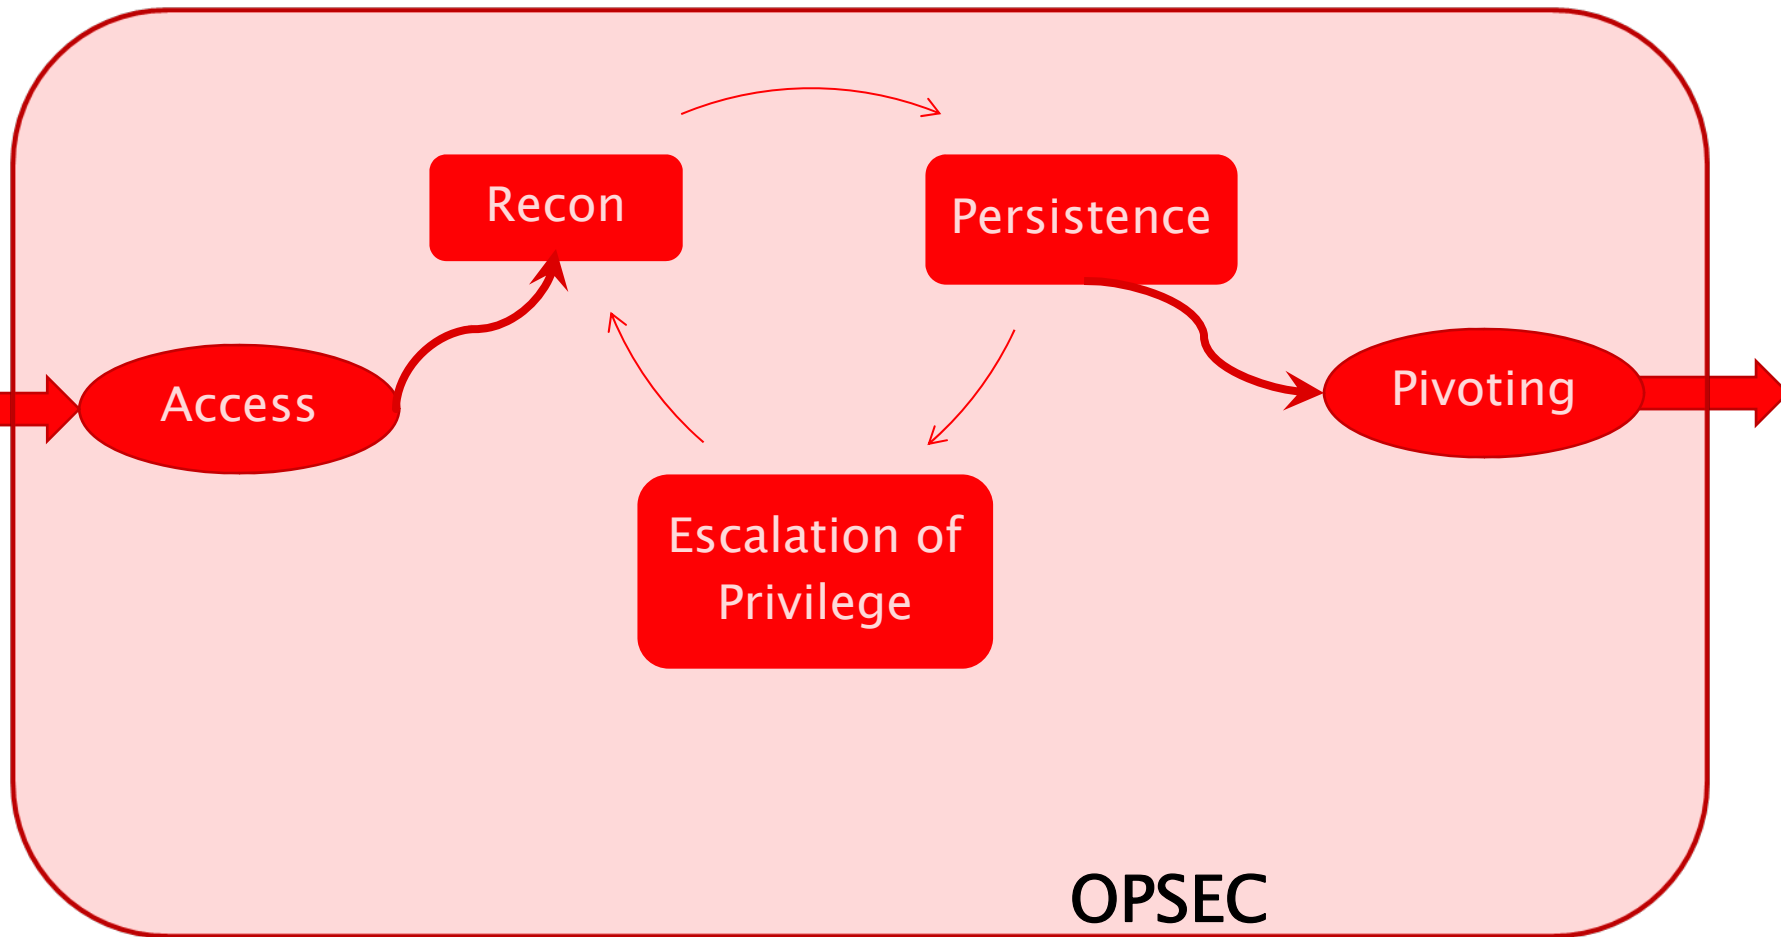 Recon
Persistence
Access
Pivoting
Escalation of
Privilege
OPSEC